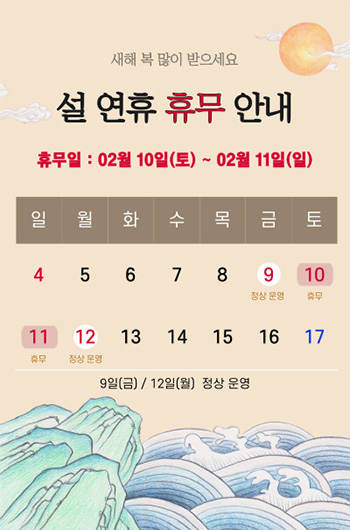 새해 복 많이 받으세요
설 연휴 휴무 안내
휴무일 : 02월 10일(토) ~ 02월 11일(일)
일 월 화 수 목 금 토
4 5 6 7 8 9 10
정상 운영 휴무
11 12 13 14 15 16 17
휴무 정상 운영
9일(금) / 12일(월) 정상 운영